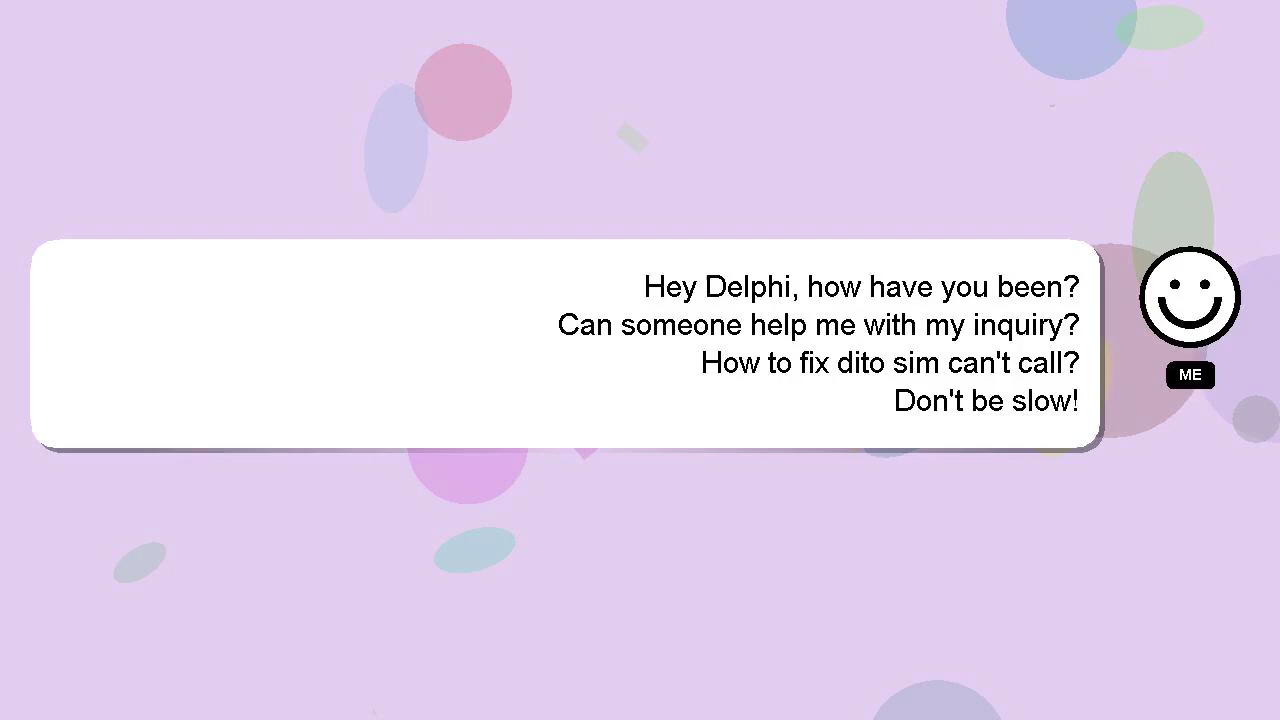 Hey Delphi, how have you been?
Can someone help me with my inquiry?
How to fix dito sim can't call?
Don't be slow!
ME